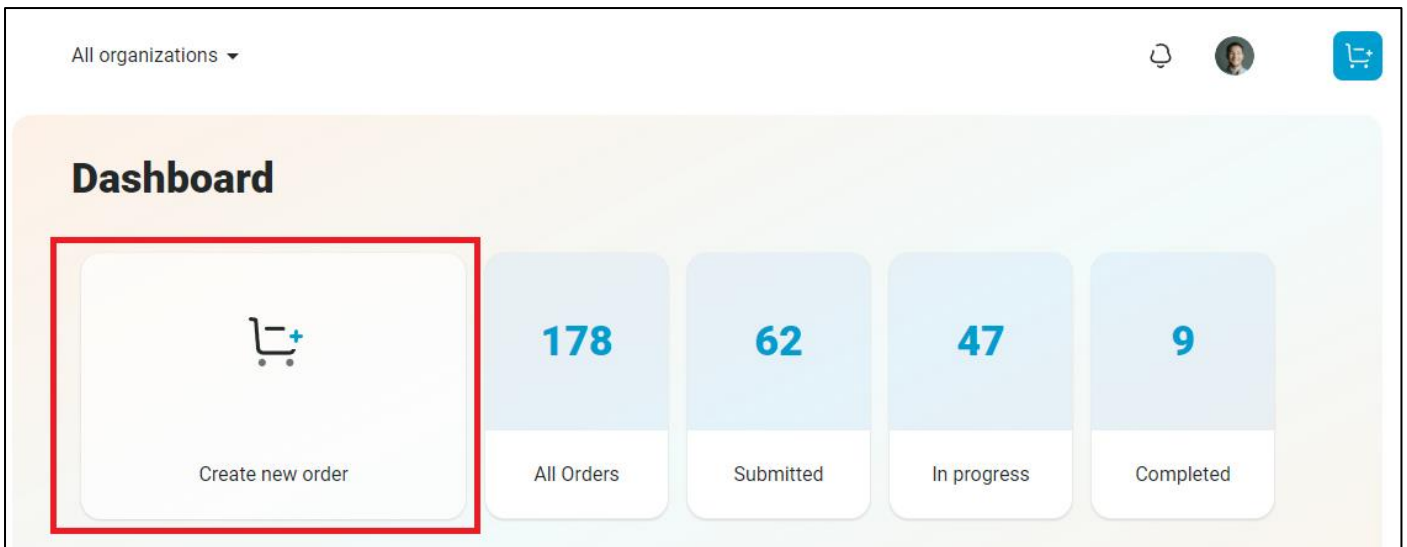 All organizations
Dashboard
178
62
47
9
Create new order
All Orders
Submitted
In progress
Completed